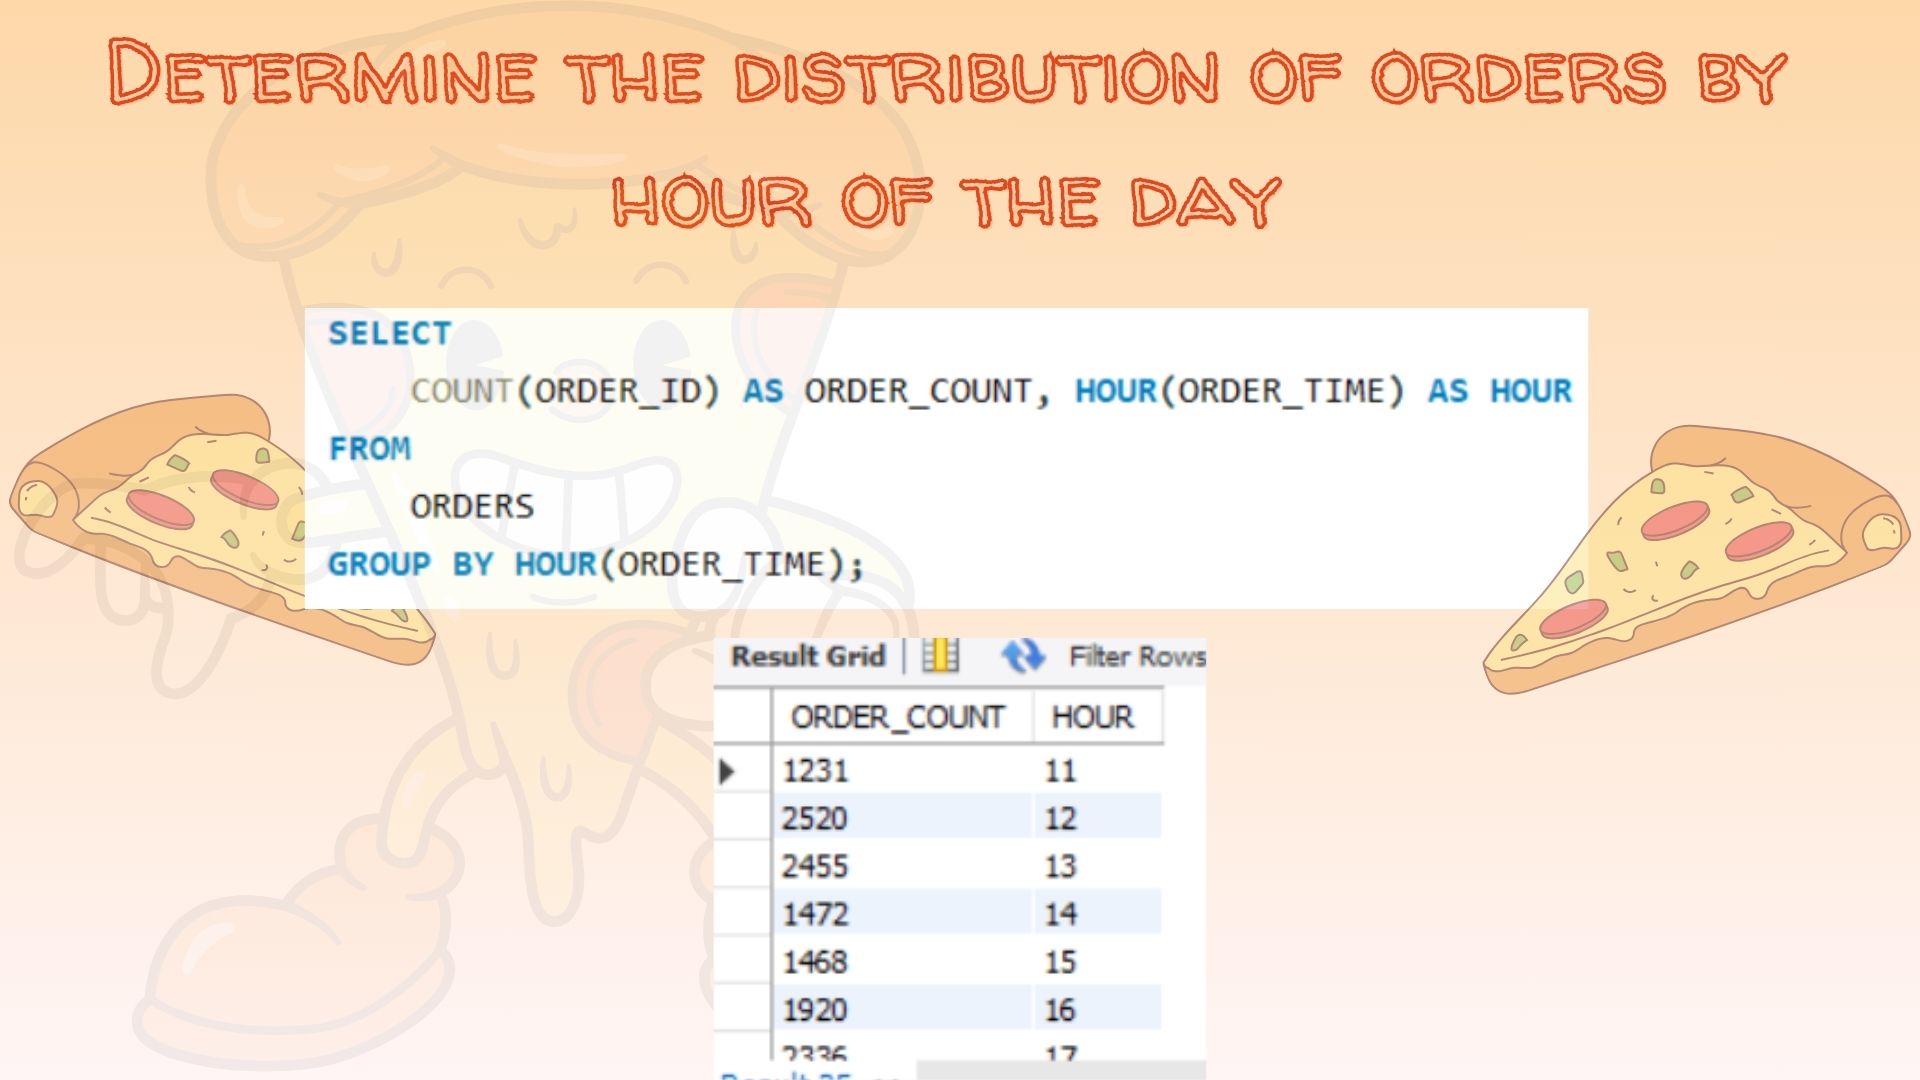 DETERMINE THE DISTRIBUTION OF ORDERS BY
HOUR OF THE DAY
SELECT
COUNT(ORDER_ID) AS ORDER_COUNT, HOUR(ORDER_TIME) AS HOUR
FROM
ORDERS
GROUP BY HOUR(ORDER_TIME);
Result Grid | Filter Rows
ORDER_COUNT HOUR
1231 11
2520 12
2455 13
1472 14
1468 15
1920 16
2336 17